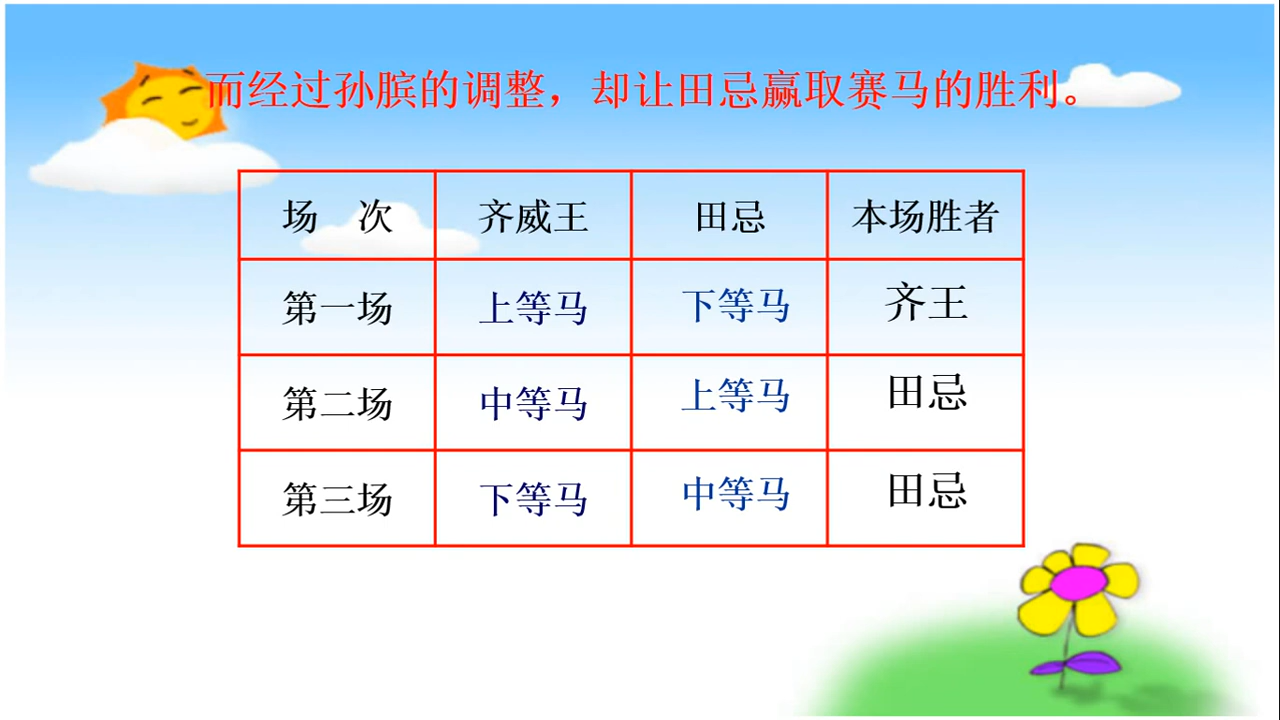 而经过孙膑的调整，却让田忌赢取赛马的胜利。
场 次 齐威王 田忌 本场胜者
第一场 上等马 下等马 齐王
第二场 中等马 上等马 田忌
第三场 下等马 中等马 田忌